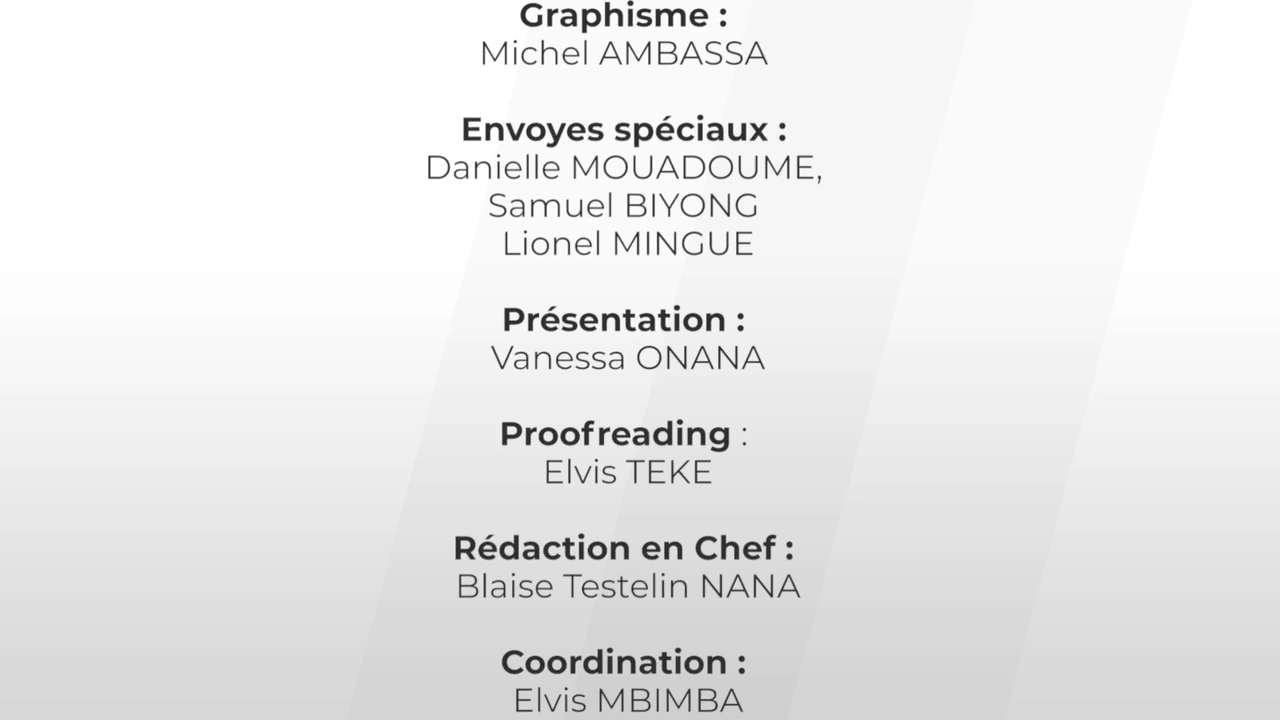 Graphisme :
Michel AMBASSA
Envoyes spéciaux :
Danielle MOUADOUME,
Samuel BIYONG
Lionel MINGUE
Présentation :
Vanessa ONANA
Proofreading :
Elvis TEKE
Rédaction en Chef :
Blaise Testelin NANA
Coordination :
Elvis MBIMBA